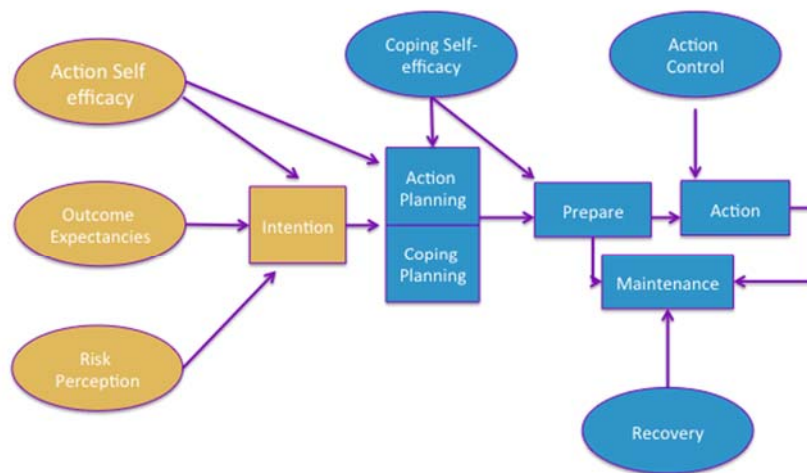 Action Self
efficacy
Coping Self-
efficacy
Action
Control
Outcome
Expectancies
Intention
Action
Planning
Coping
Planning
Prepare
Action
Maintenance
Risk
Perception
Recovery